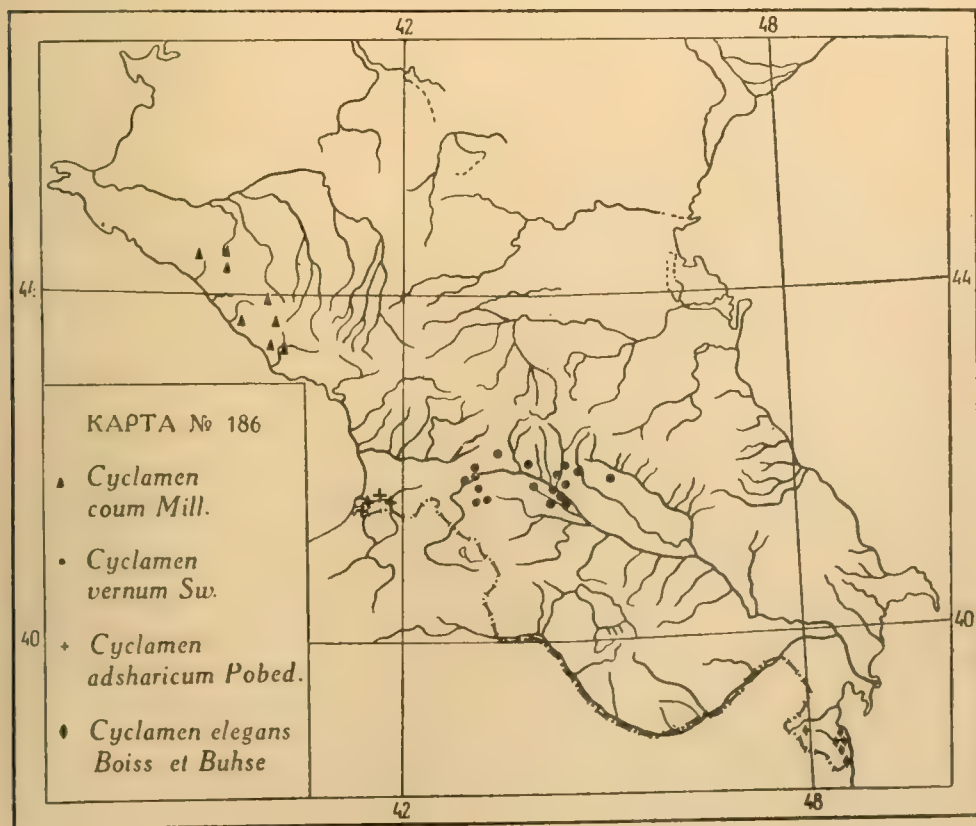 42 48
44 44
КАРТА № 186
Cyclamen
coum Mill.
Cyclamen
vernum Sw.
40 40
Cyclamen
adsharicum Pobed.
Cyclamen elegans
Boiss et Buhse
42 48